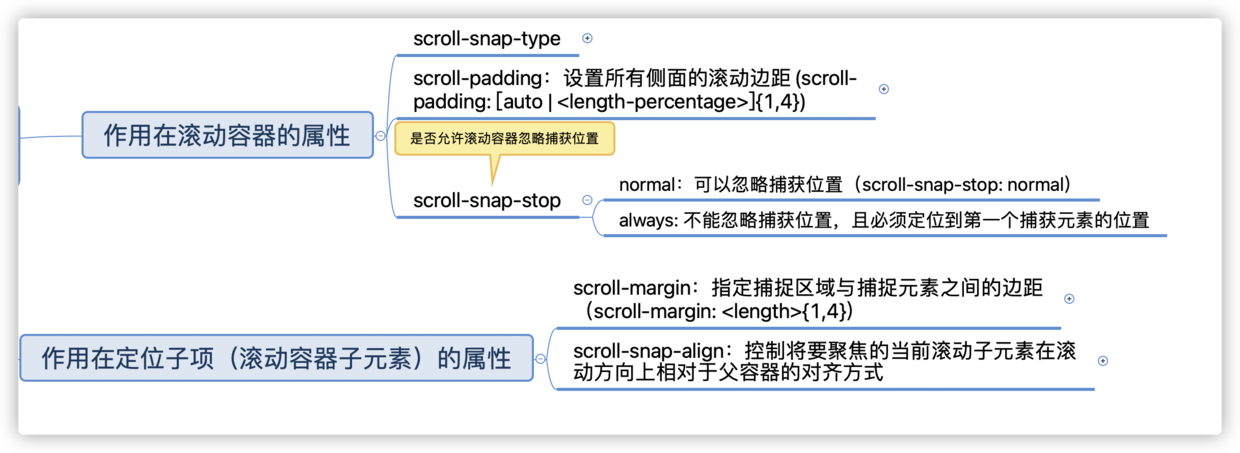 scroll-snap-type
scroll-padding：设置所有侧面的滚动边距 (scroll-
padding: [auto | <length-percentage>]{1,4})
作用在滚动容器的属性
是否允许滚动容器忽略捕获位置
scroll-snap-stop
normal：可以忽略捕获位置（scroll-snap-stop: normal）
always: 不能忽略捕获位置，且必须定位到第一个捕获元素的位置
scroll-margin：指定捕捉区域与捕捉元素之间的边距
（scroll-margin: <length>{1,4}）
作用在定位子项（滚动容器子元素）的属性
scroll-snap-align：控制将要聚焦的当前滚动子元素在滚
动方向上相对于父容器的对齐方式